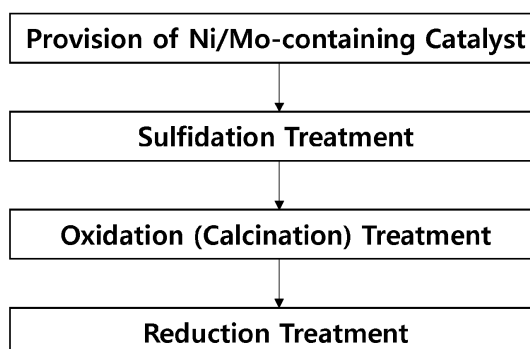 Provision of Ni/Mo-containing Catalyst
Sulfidation Treatment
Oxidation (Calcination) Treatment
Reduction Treatment